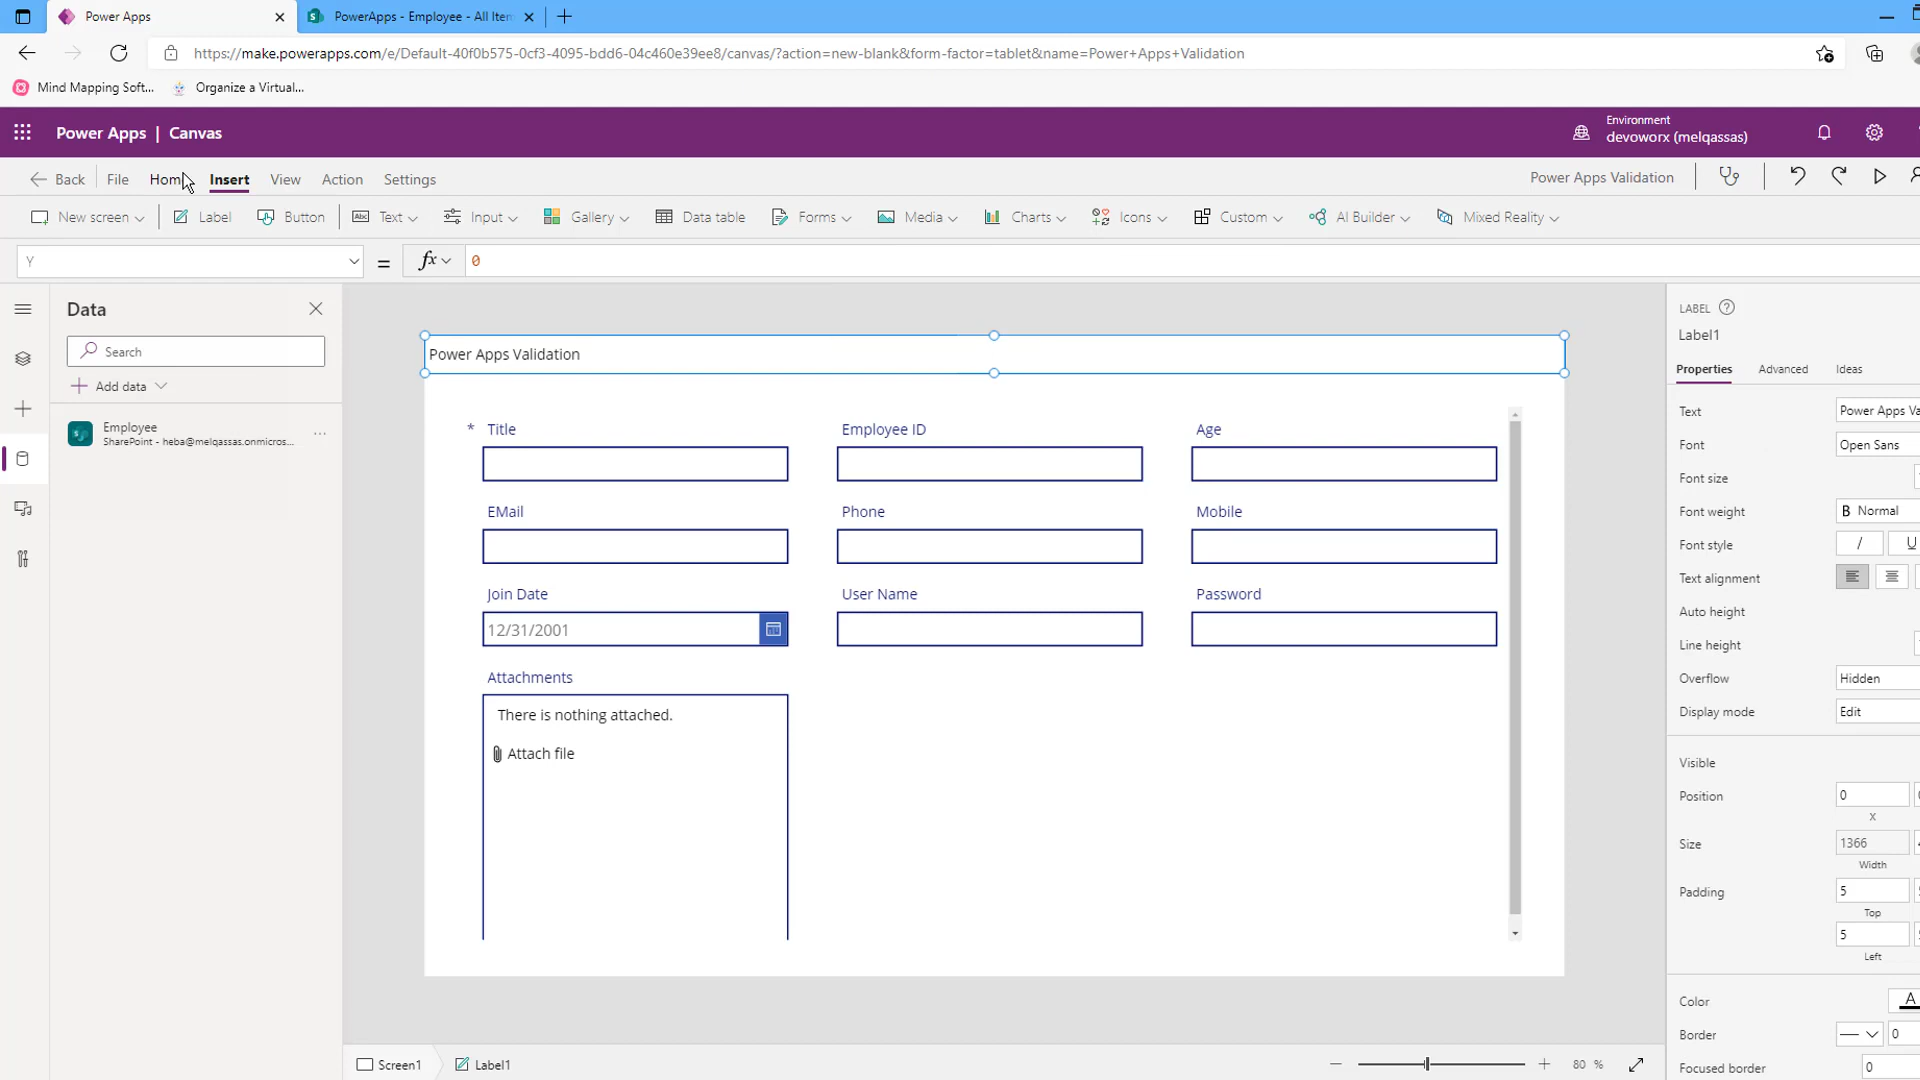 Power Apps
PowerApps - Employee - All Item
https://make.powerapps.com/e/Default-40f0b575-0cf3-4095-bdd6-04c460e39ee8/canvas/?action=new-blank&form-factor=tablet&name=Power+Apps+Validation
Mind Mapping Soft...
Organize a Virtual...
Power Apps | Canvas
Environment
devoworx (melqassas)
Back
File
Home
Insert
View
Action
Settings
Power Apps Validation
New screen
Label
Button
Text
Input
Gallery
Data table
Forms
Media
Charts
Icons
Custom
AI Builder
Mixed Reality
Y
=
fx
0
Data
Search
Add data
Employee
SharePoint - heba@melqassas.onmicros...
Power Apps Validation
* Title
Employee ID
Age
EMail
Phone
Mobile
Join Date
User Name
Password
12/31/2001
Attachments
There is nothing attached.
Attach file
LABEL
Label1
Properties
Advanced
Ideas
Text
Power Apps Va
Font
Open Sans
Font size
Font weight
B Normal
Font style
/ U
Text alignment
Auto height
Line height
Overflow
Hidden
Display mode
Edit
Visible
Position
0
X
Size
1366
Width
Padding
5
Top
5
Left
Color
A
Border
0
Focused border
0
Screen1
Label1
80 %